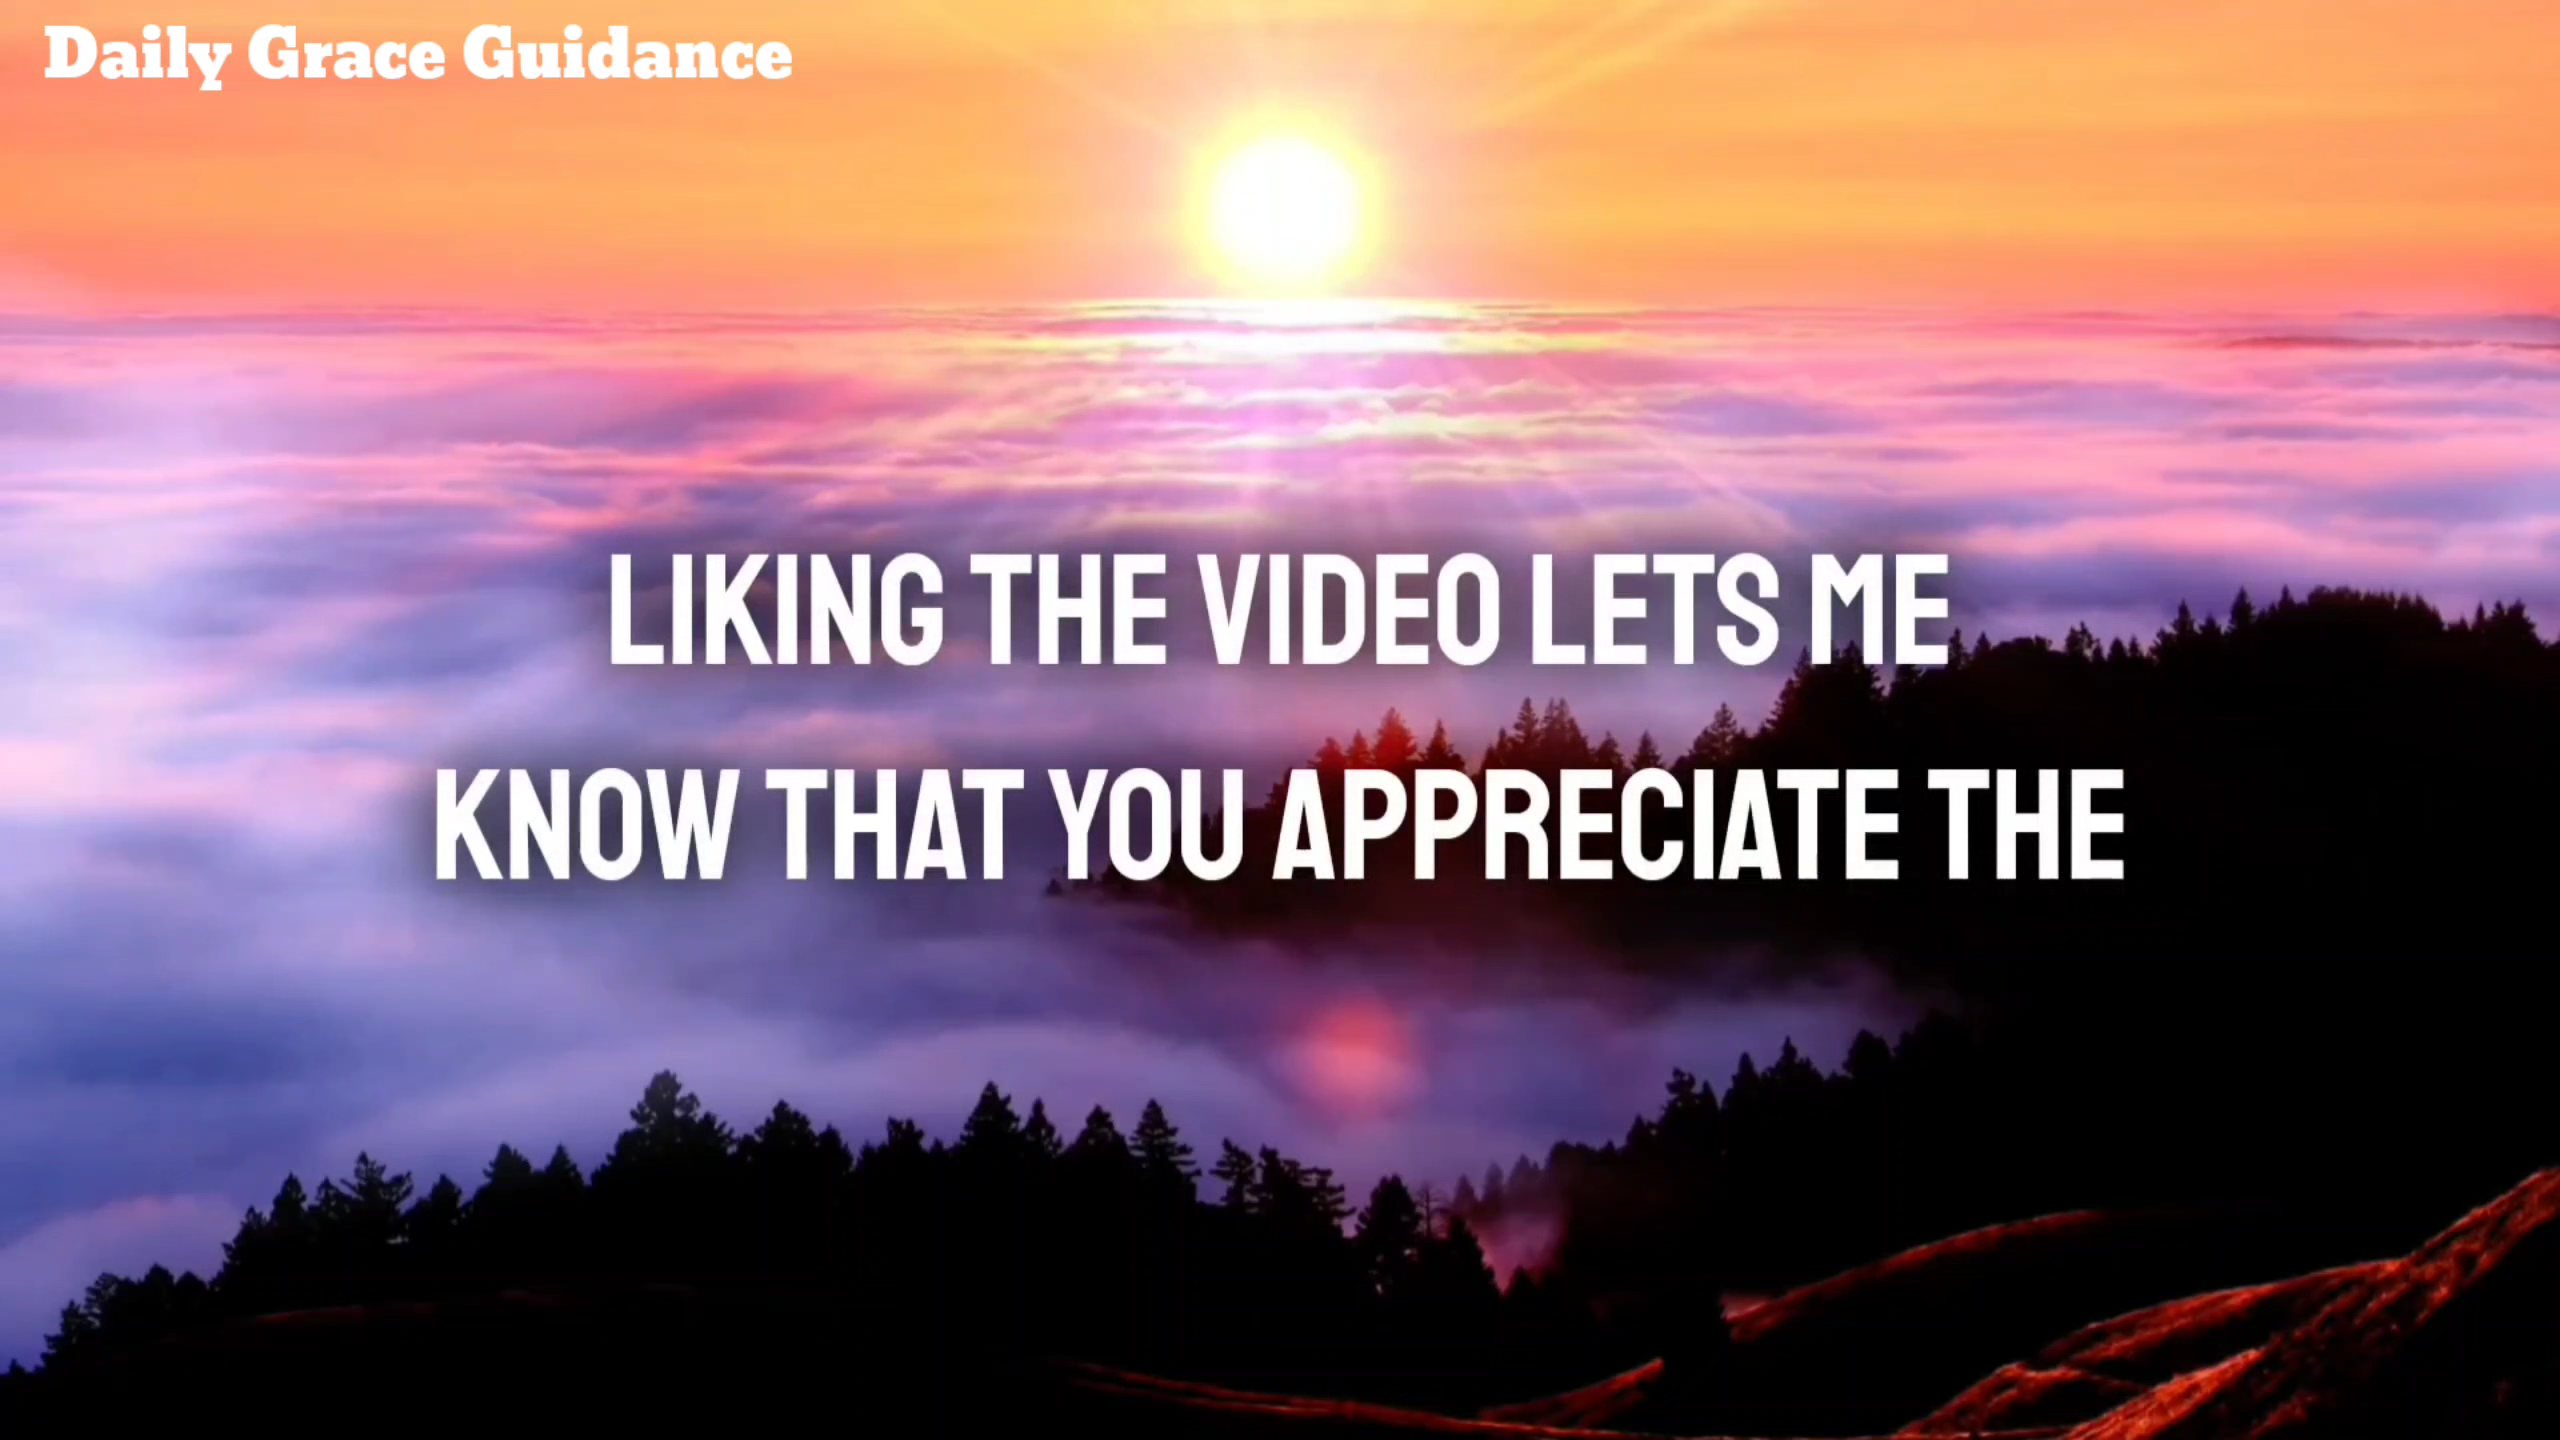 Daily Grace Guidance
LIKING THE VIDEO LETS ME
KNOW THAT YOU APPRECIATE THE